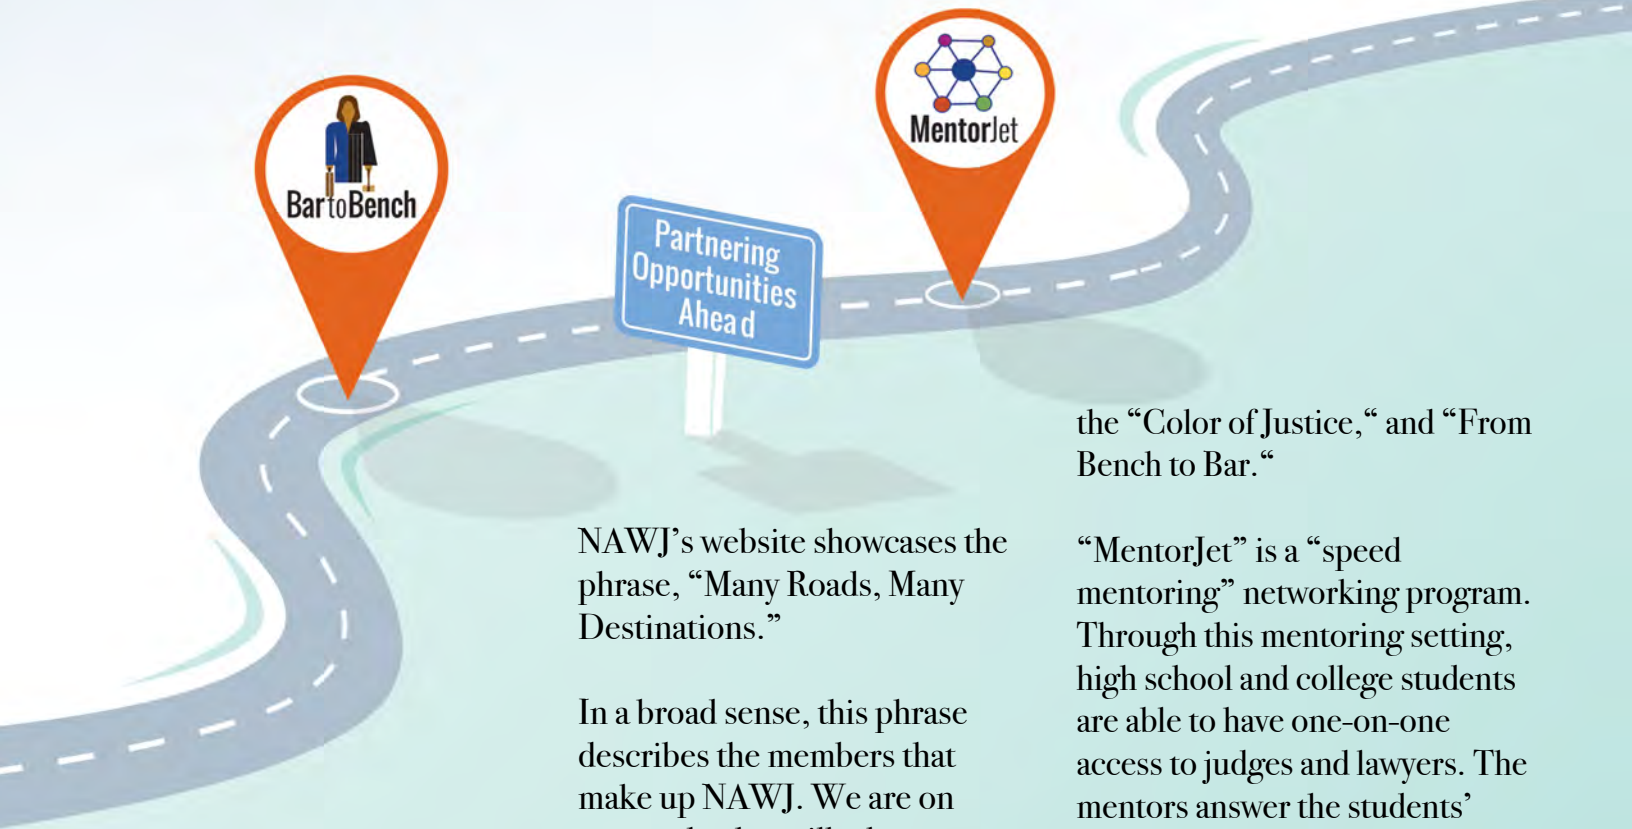 BartoBench
MentorJet
Partnering
Opportunities
Ahead
NAWJ’s website showcases the
phrase, “Many Roads, Many
Destinations.”
In a broad sense, this phrase
describes the members that
make up NAWJ. We are on
the “Color of Justice,“ and “From
Bench to Bar.“
“MentorJet” is a “speed
mentoring” networking program.
Through this mentoring setting,
high school and college students
are able to have one-on-one
access to judges and lawyers. The
mentors answer the students’